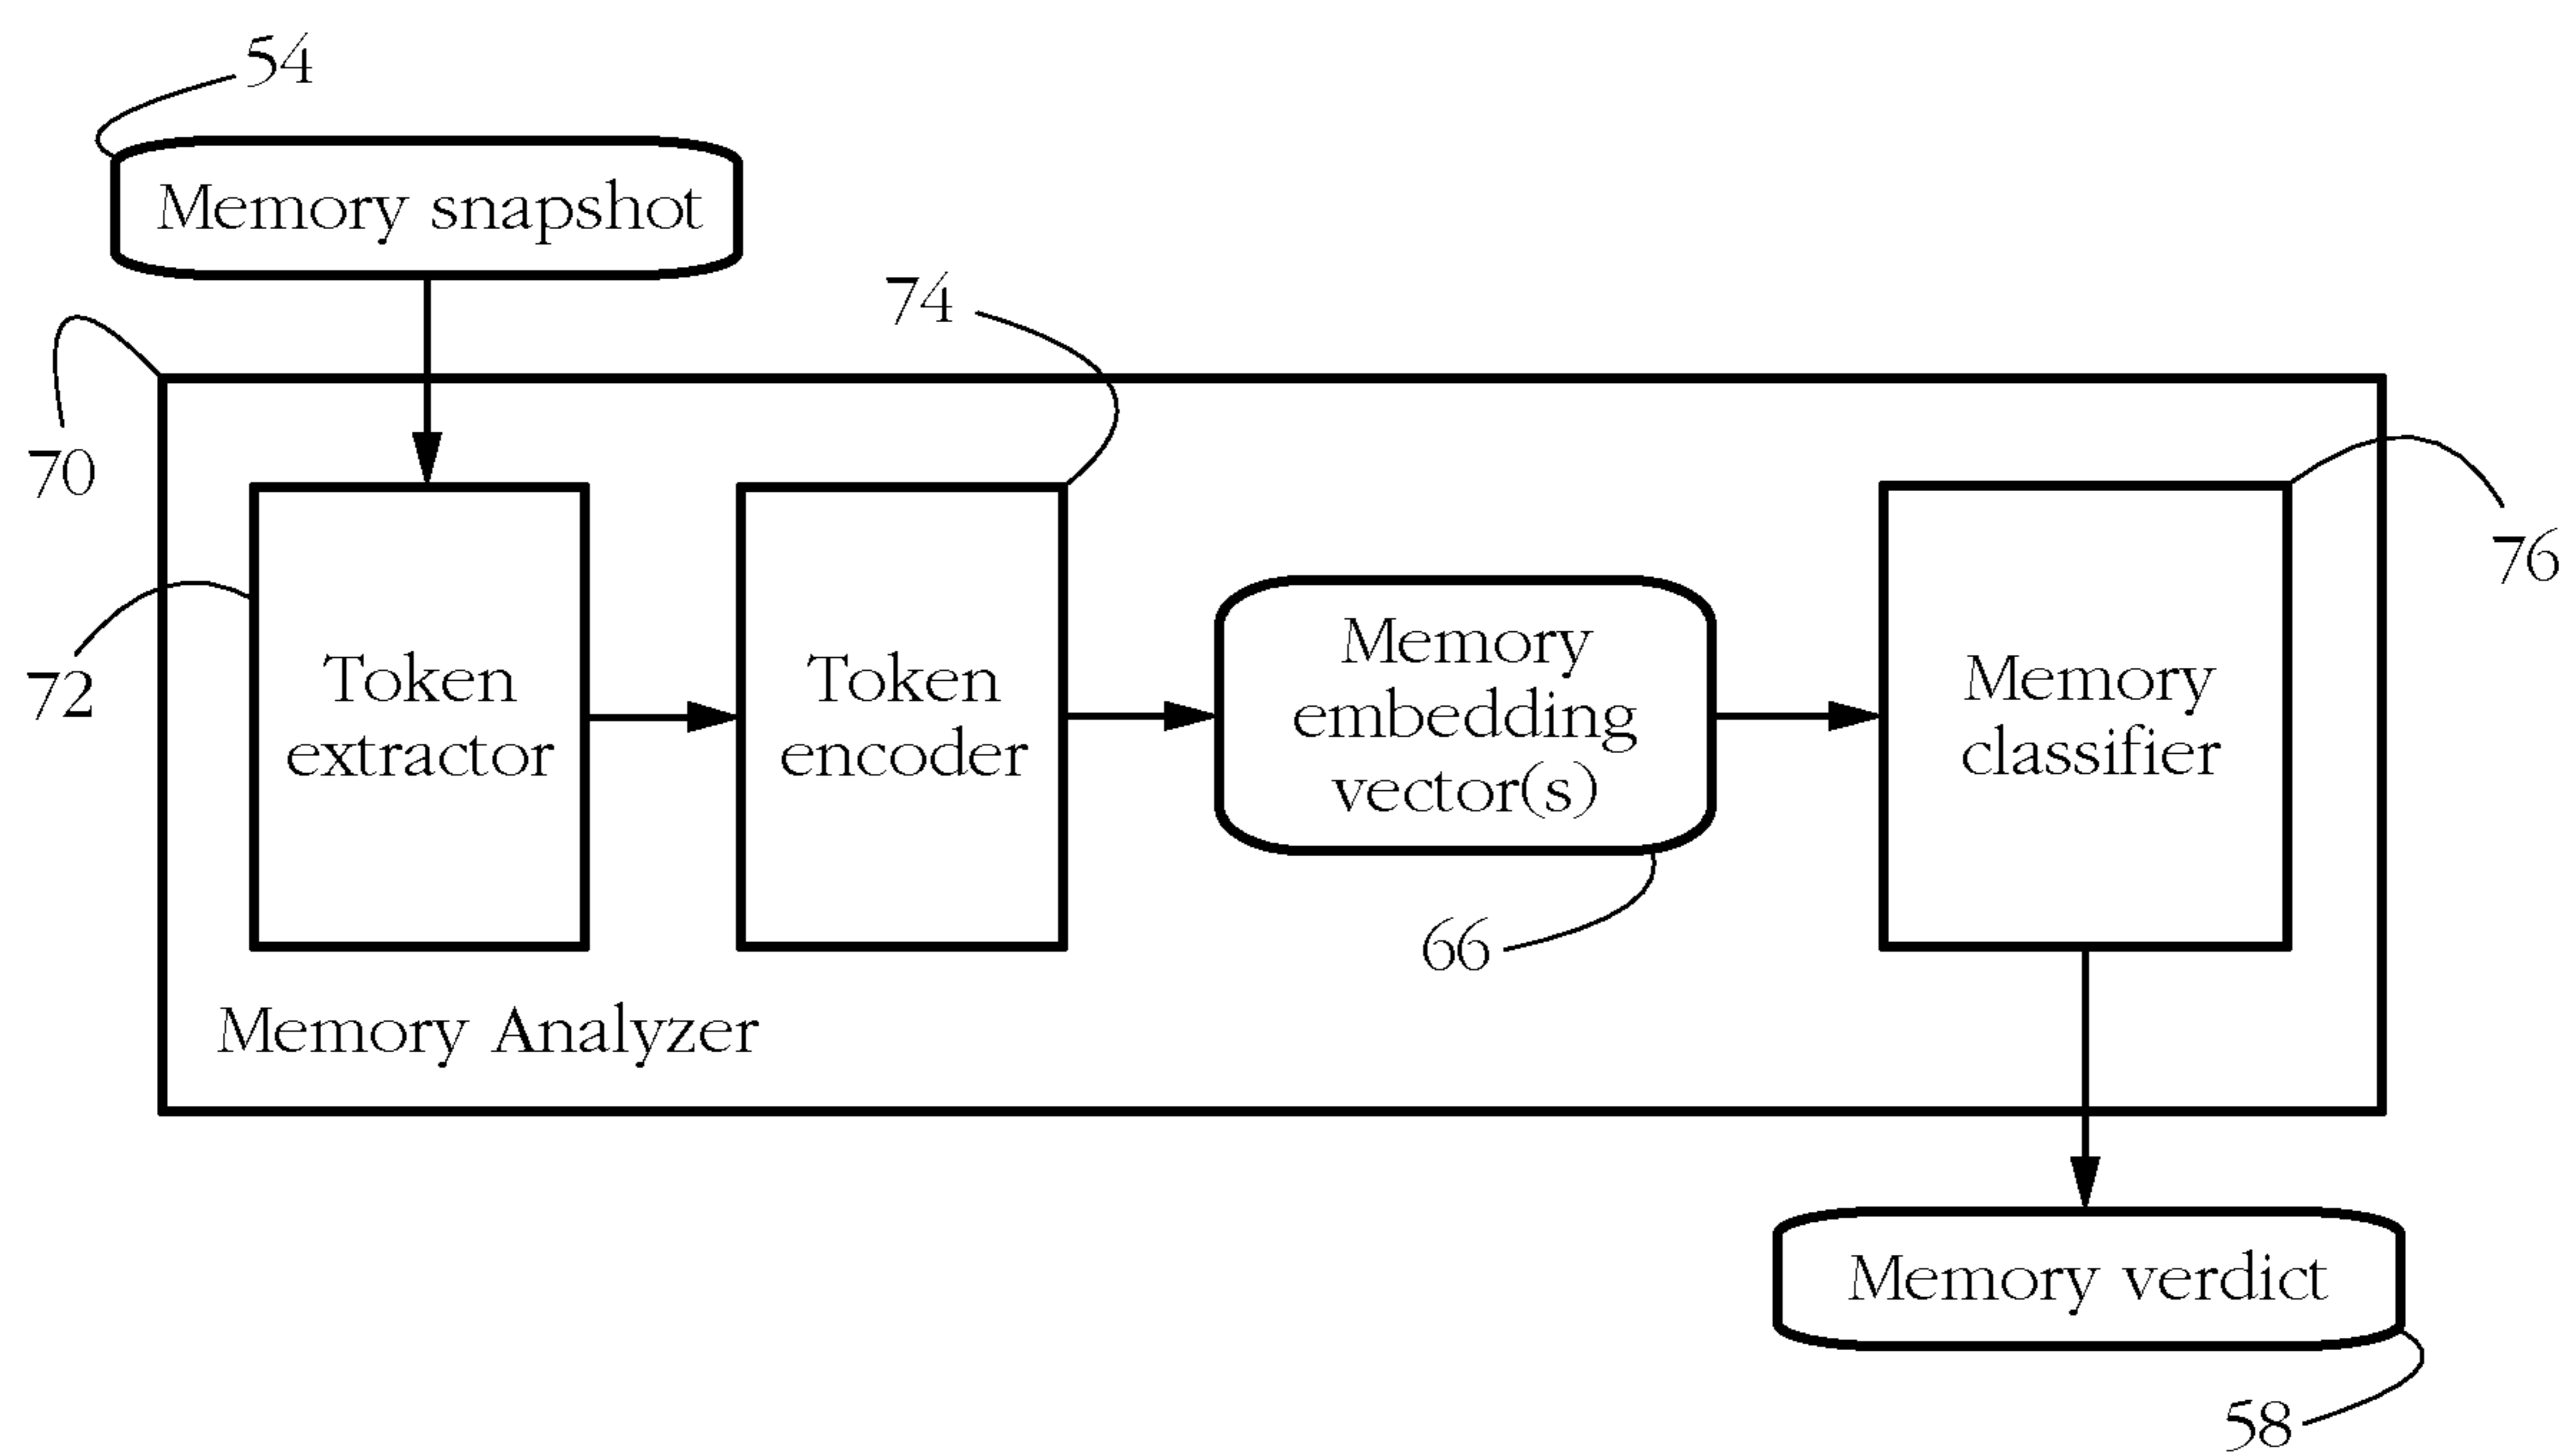 54
Memory snapshot
74
70
76
72
Token
extractor
Token
encoder
Memory
embedding
vector(s)
Memory
classifier
66
Memory Analyzer
Memory verdict
58